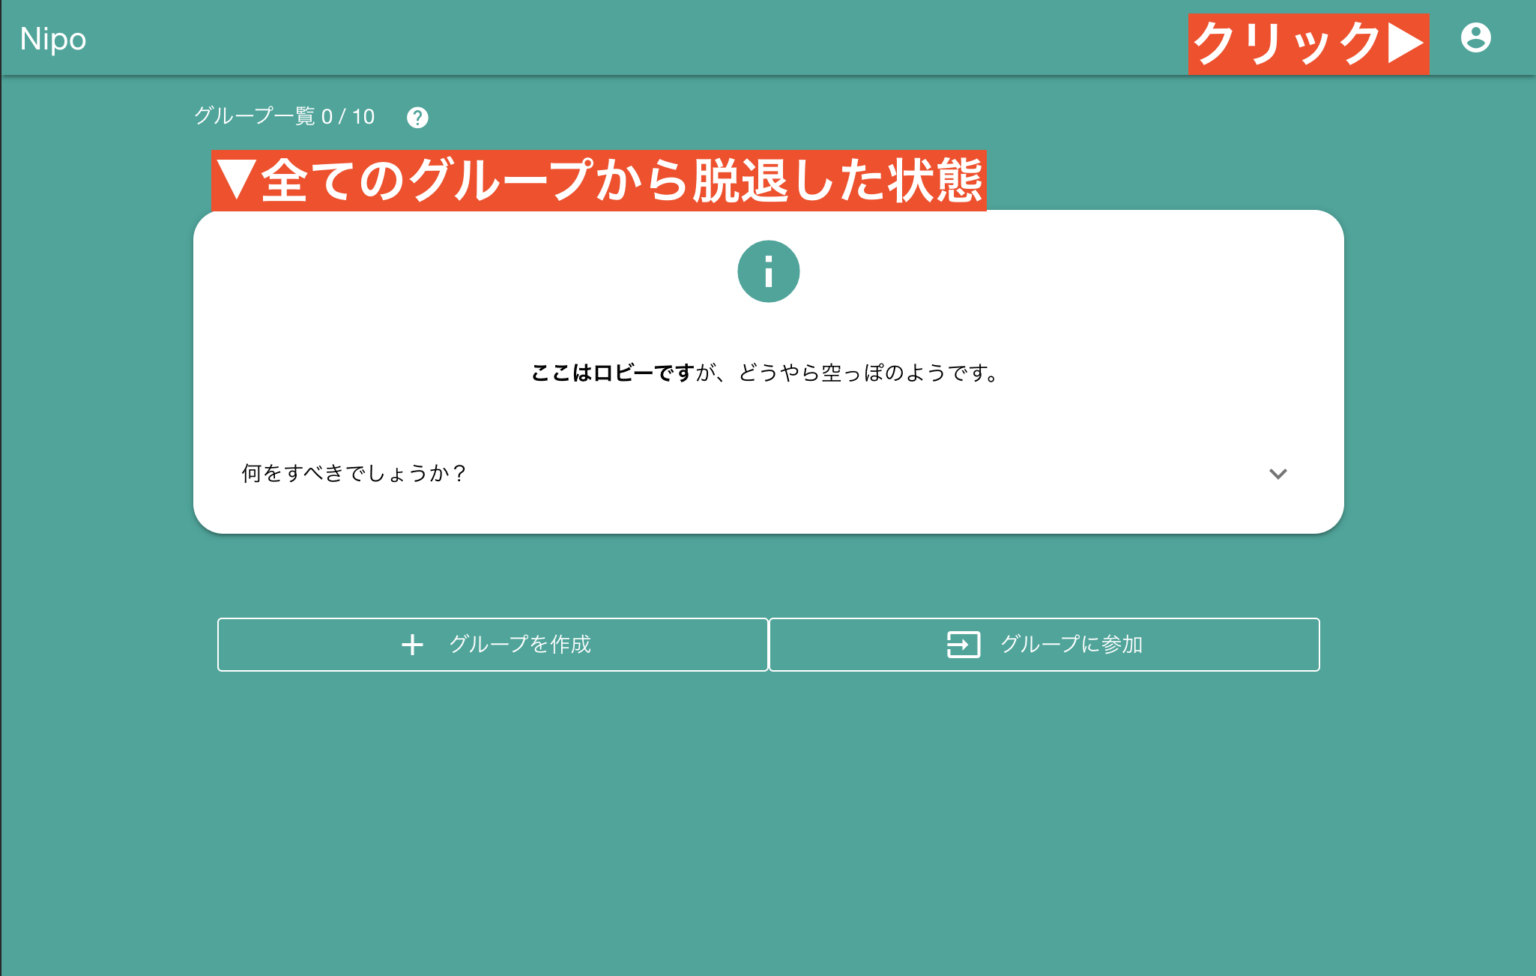 Nipo
クリック▶
グループ一覧 0 / 10
▼全てのグループから脱退した状態
ここはロビーですが、どうやら空っぽのようです。
何をすべきでしょうか？
グループを作成
グループに参加